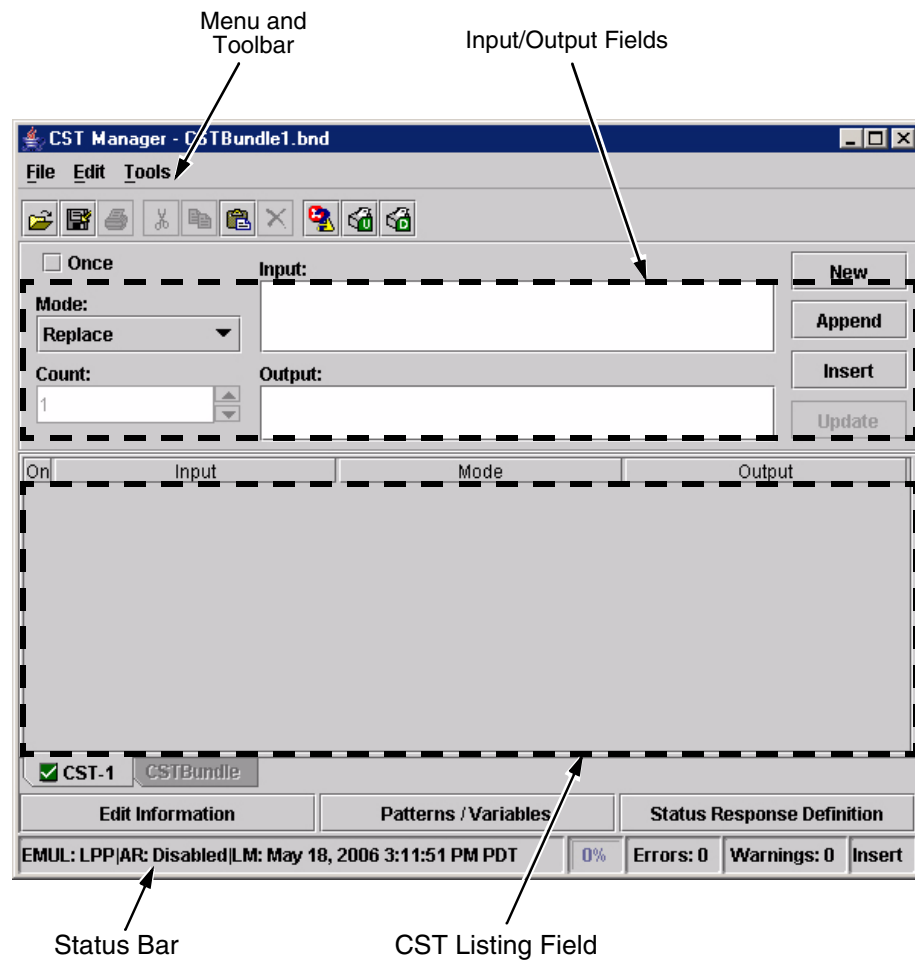 Menu and
Toolbar
Input/Output Fields
CST Manager - CSTBundle1.bnd
File Edit Tools
U D
Once
Input:
New
Mode:
Replace
Append
Count:
Output:
Insert
1
Update
On Input Mode Output
CST-1 CSTBundle
Edit Information Patterns / Variables Status Response Definition
EMUL: LPP|AR: Disabled|LM: May 18, 2006 3:11:51 PM PDT 0% Errors: 0 Warnings: 0 Insert
Status Bar
CST Listing Field